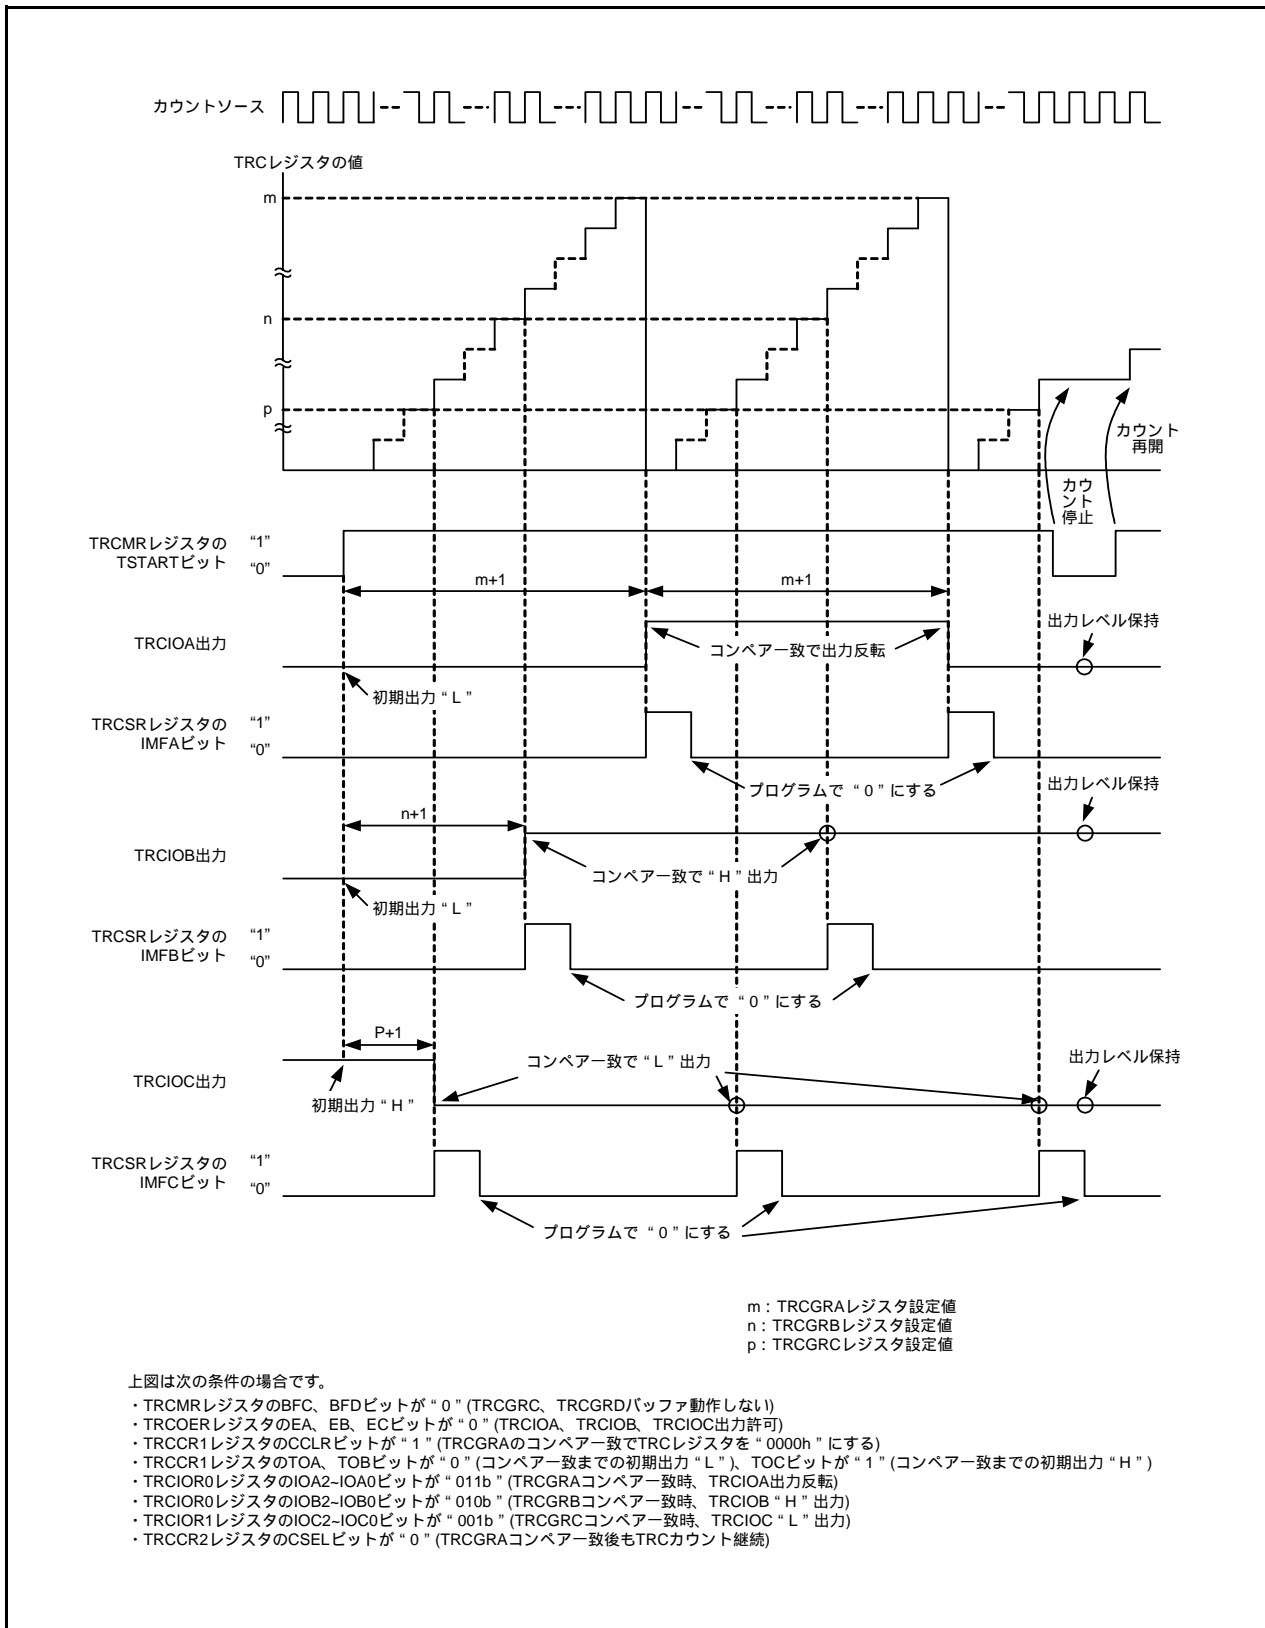 カウントソース
TRCレジスタの値
m
n
p
カウント
再開
カウ
ント
停止
TRCMRレジスタの
TSTARTビット
“1”
“0”
m+1
m+1
TRCIOA出力
コンペア一致で出力反転
出力レベル保持
初期出力“L”
TRCSRレジスタの
IMFAビット
“1”
“0”
プログラムで“0”にする
n+1
出力レベル保持
TRCIOB出力
コンペア一致で“H”出力
初期出力“L”
TRCSRレジスタの
IMFBビット
“1”
“0”
プログラムで“0”にする
P+1
コンペア一致で“L”出力
出力レベル保持
TRCIOC出力
初期出力“H”
TRCSRレジスタの
IMFCビット
“1”
“0”
プログラムで“0”にする
m:TRCGRAレジスタ設定値
n:TRCGRBレジスタ設定値
p:TRCGRCレジスタ設定値
上図は次の条件の場合です。
・TRCMRレジスタのBFC、BFDビットが“0”(TRCGRC、TRCGRDバッファ動作しない)
・TRCOERレジスタのEA、EB、ECビットが“0”(TRCIOA、TRCIOB、TRCIOC出力許可)
・TRCCR1レジスタのCCLRビットが“1”(TRCGRAのコンペア一致でTRCレジスタを“0000h”にする)
・TRCCR1レジスタのTOA、TOBビットが“0”(コンペア一致までの初期出力“L”)、TOCビットが“1”(コンペア一致までの初期出力“H”)
・TRCIOR0レジスタのIOA2~IOA0ビットが“011b”(TRCGRAコンペア一致時、TRCIOA出力反転)
・TRCIOR0レジスタのIOB2~IOB0ビットが“010b”(TRCGRBコンペア一致時、TRCIOB“H”出力)
・TRCIOR1レジスタのIOC2~IOC0ビットが“001b”(TRCGRCコンペア一致時、TRCIOC“L”出力)
・TRCCR2レジスタのCSELビットが“0”(TRCGRAコンペア一致後もTRCカウント継続)